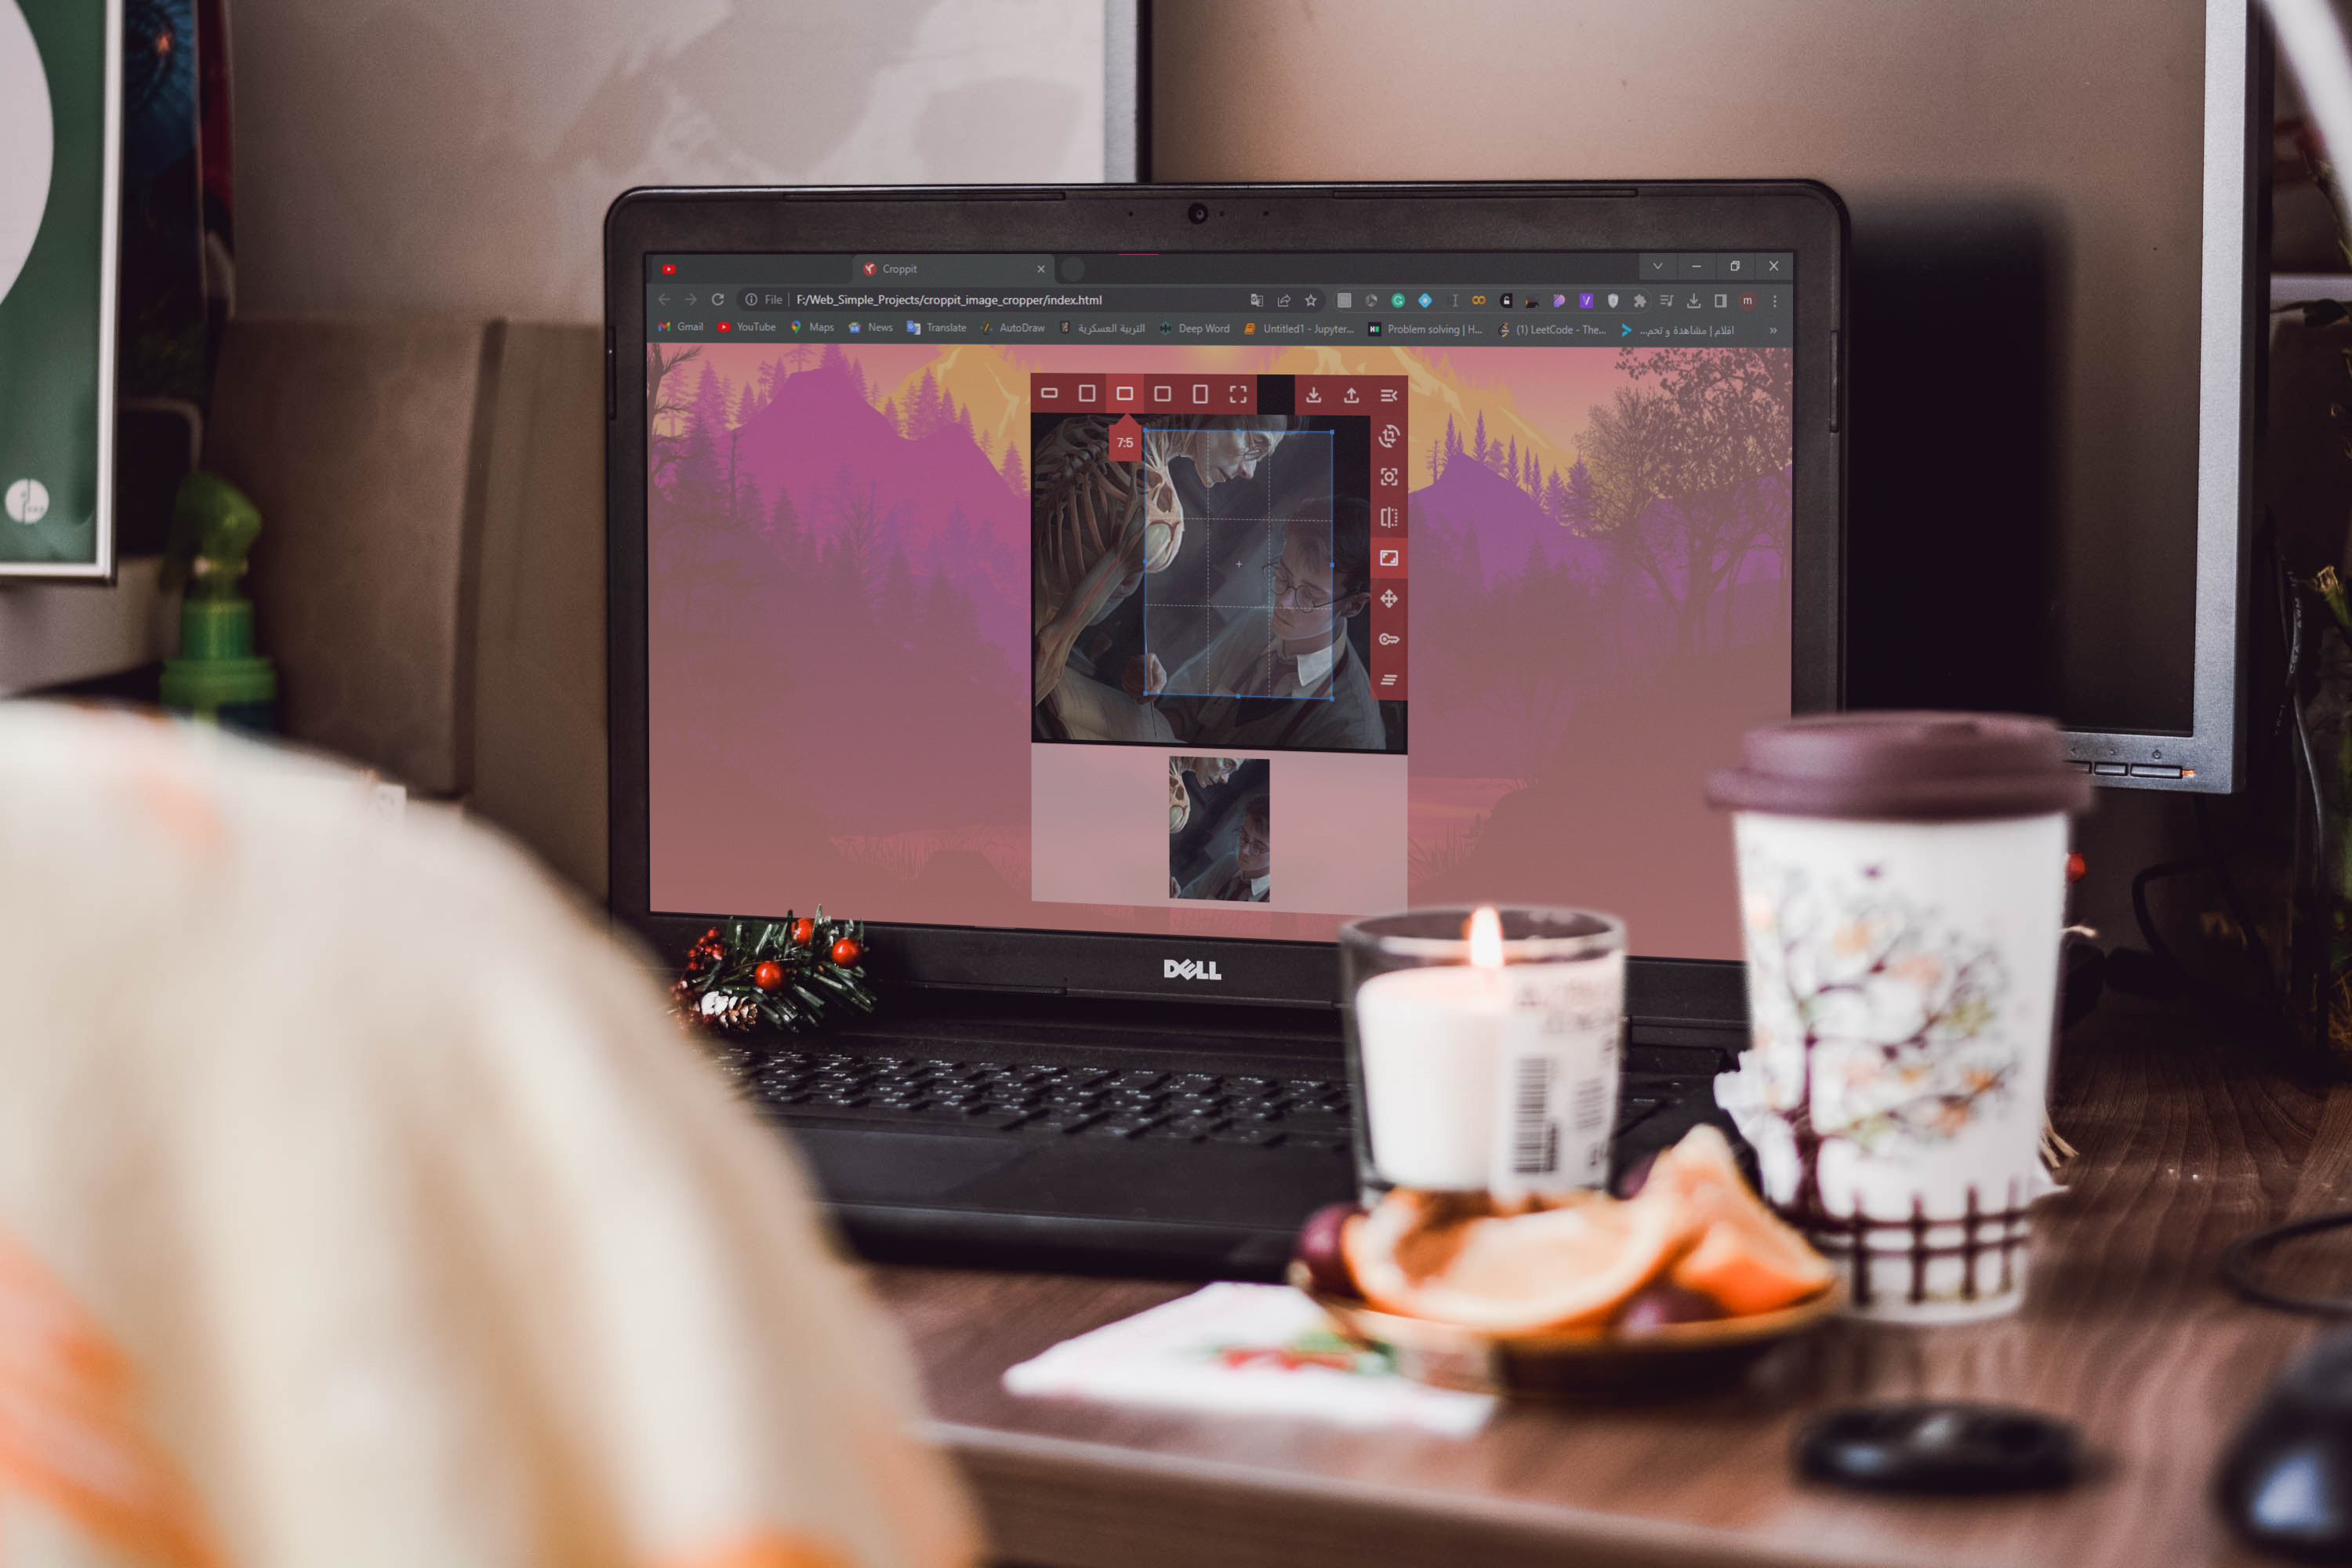 Croppit
File F:/Web_Simple_Projects/croppit_image_cropper/index.html
m
Gmail YouTube Maps News Translate AutoDraw التربية العسكرية Deep Word Untitled1 - Jupyter... Problem solving | H... (1) LeetCode - The... افلام | مشاهدة و تحم... »
7:5
DELL